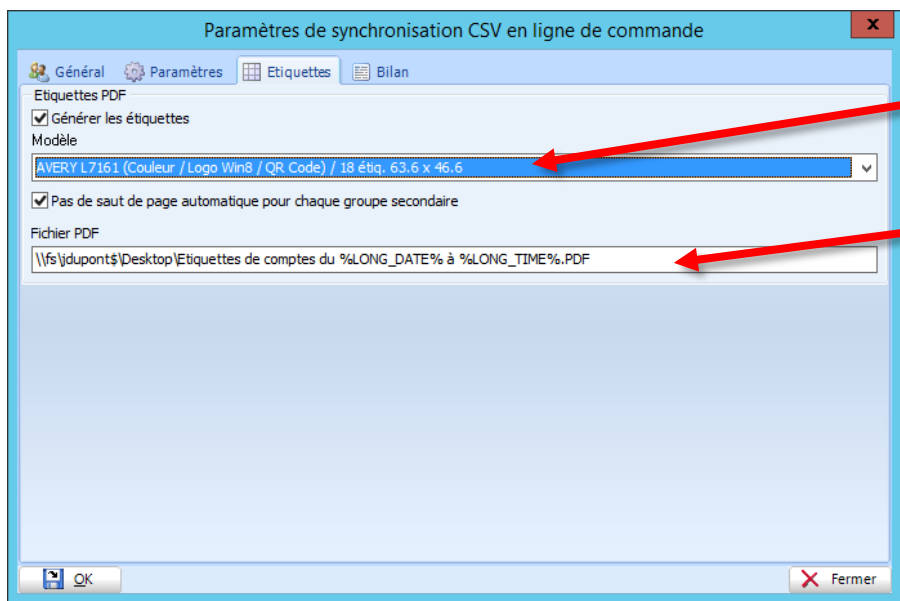 Paramètres de synchronisation CSV en ligne de commande
x
Général Paramètres Etiquettes Bilan
Etiquettes PDF
Générer les étiquettes
Modèle
AVERY L7161 (Couleur / Logo Win8 / QR Code) / 18 étiq. 63.6 x 46.6
Pas de saut de page automatique pour chaque groupe secondaire
Fichier PDF
\\fs\jdupont$\Desktop\Etiquettes de comptes du %LONG_DATE% à %LONG_TIME%.PDF
OK Fermer